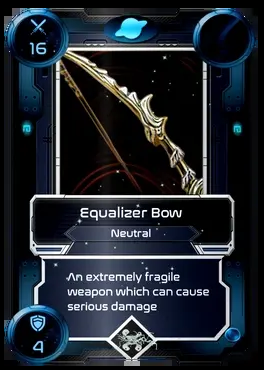 16
Equalizer Bow
Neutral
An extremely fragile
weapon which can cause
serious damage
4